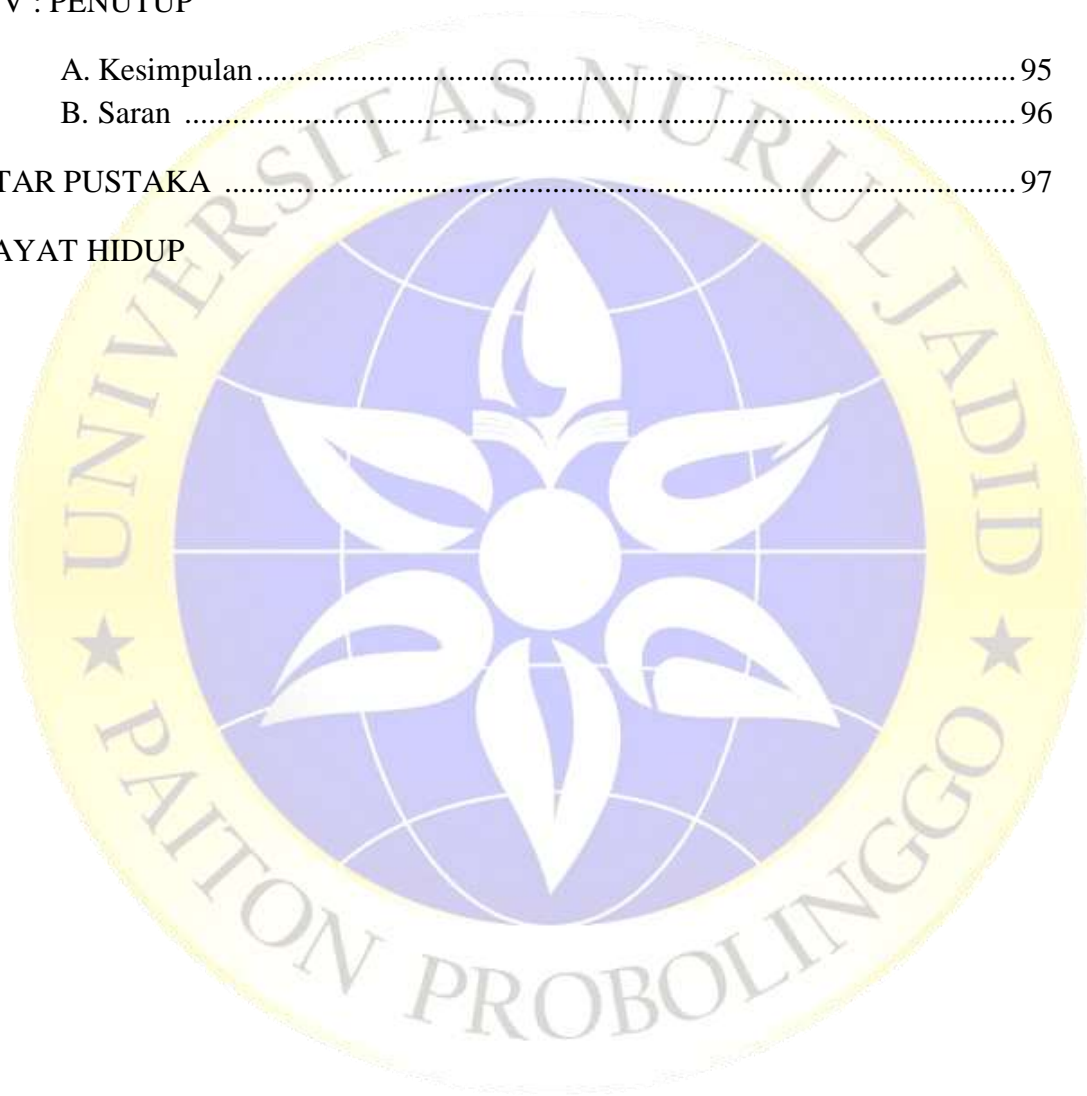 V : PENUTUP
A. Kesimpulan ........................................................................................ 95
B. Saran ........................................................................................ 96
TAR PUSTAKA ........................................................................................ 97
AYAT HIDUP
UNIVERSITAS NURUL JADID
★ PAITON PROBOLINGGO ★